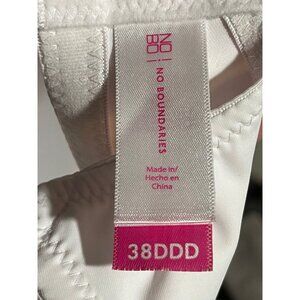 NO!
BO!
NO BOUNDARIES
Made in/
Hecho en
China
38DDD